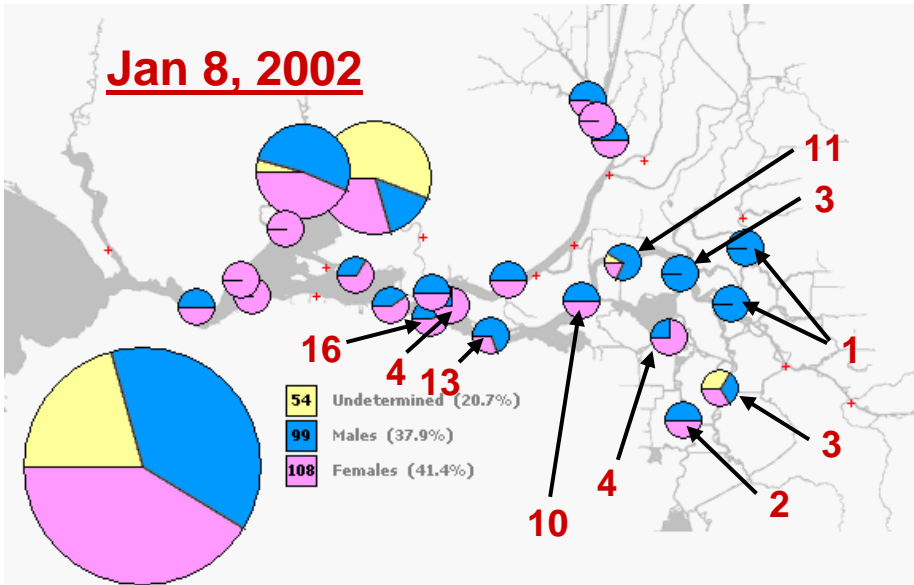 Jan 8, 2002
11
3
1
16
4
13
10
4
2
3
54 Undetermined (20.7%)
99 Males (37.9%)
108 Females (41.4%)